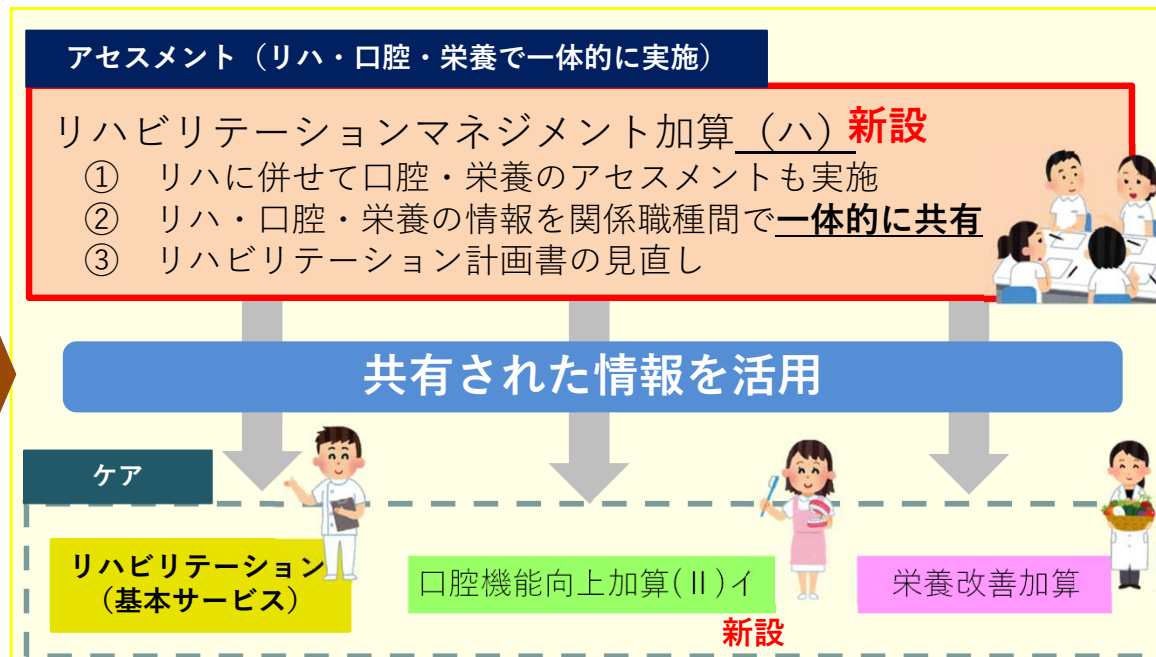 アセスメント（リハ・口腔・栄養で一体的に実施）
リハビリテーションマネジメント加算（ハ）新設
① リハに併せて口腔・栄養のアセスメントも実施
② リハ・口腔・栄養の情報を関係職種間で一体的に共有
③ リハビリテーション計画書の見直し
共有された情報を活用
ケア
リハビリテーション
（基本サービス）
口腔機能向上加算(Ⅱ)イ
新設
栄養改善加算